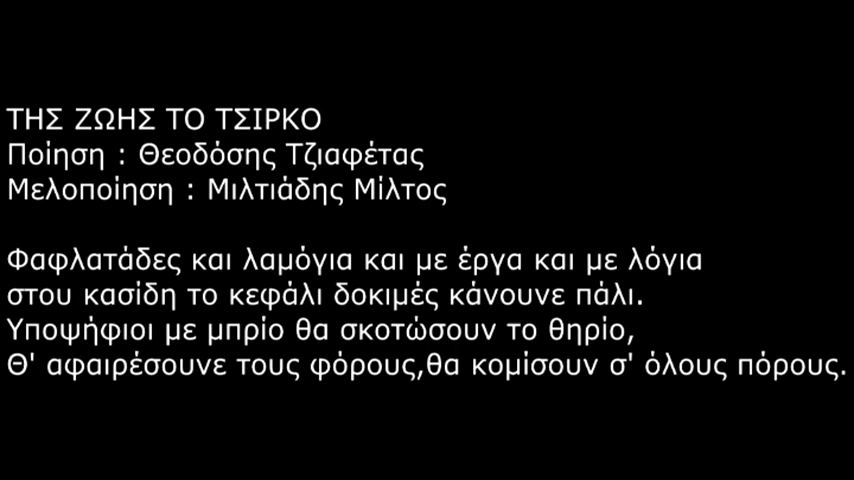 ΤΗΣ ΖΩΗΣ ΤΟ ΤΣΙΡΚΟ
Ποίηση : Θεοδόσης Τζιαφέτας
Μελοποίηση : Μιλτιάδης Μίλτος
Φαφλατάδες και λαμόγια και με έργα και με λόγια
στου κασίδη το κεφάλι δοκιμές κάνουνε πάλι.
Υποψήφιοι με μπρίο θα σκοτώσουν το θηρίο,
Θ' αφαιρέσουνε τους φόρους,θα κομίσουν σ' όλους πόρους.